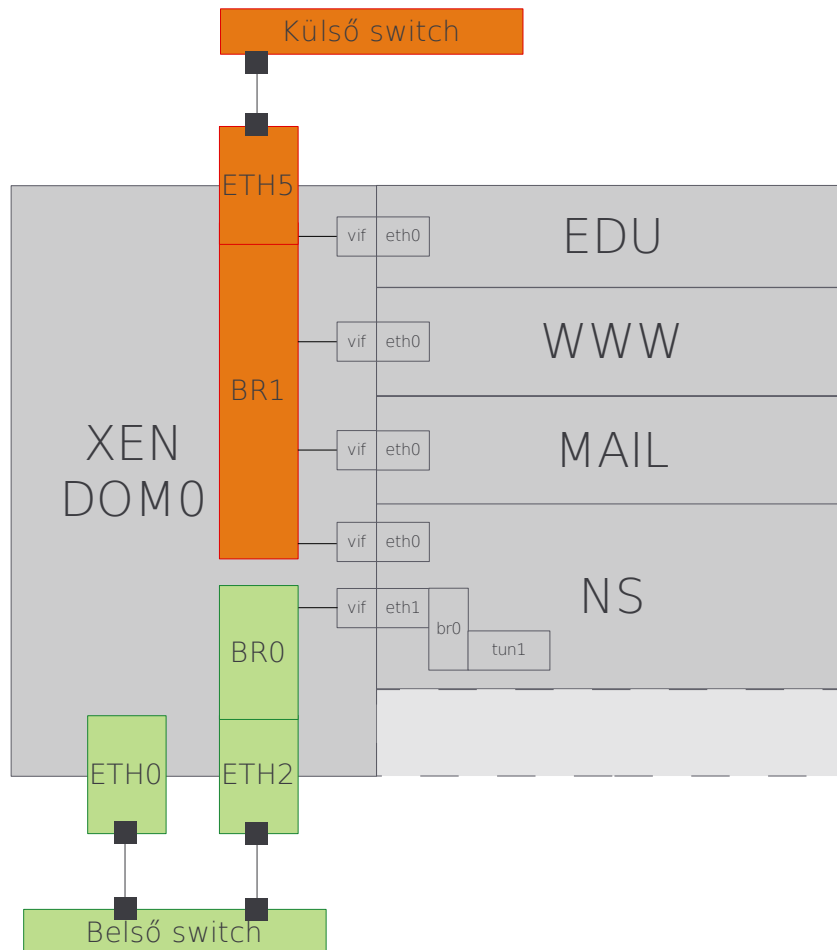 Külső switch
ETH5
vif
eth0
EDU
vif
eth0
WWW
BR1
XEN
DOM0
vif
eth0
MAIL
vif
eth0
NS
vif
eth1
br0
tun1
BR0
ETH0
ETH2
Belső switch